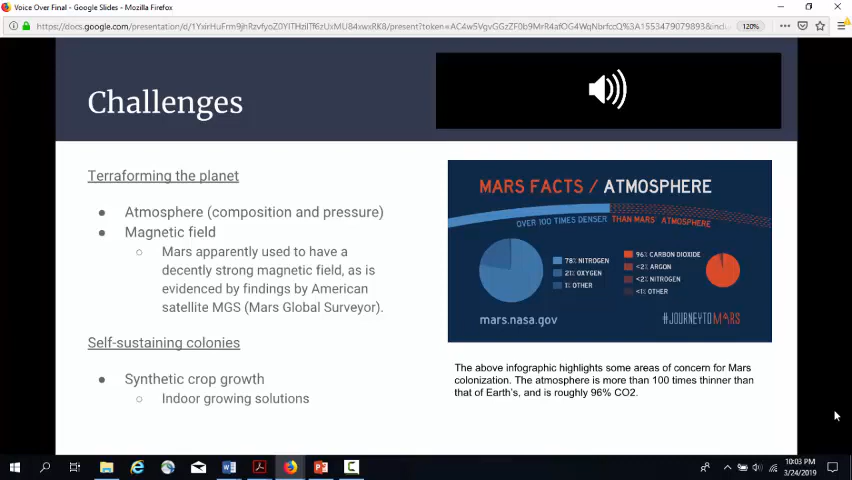 Voice Over Final - Google Slides - Mozilla Firefox
120%
Challenges
Terraforming the planet
● Atmosphere (composition and pressure)
● Magnetic field
○ Mars apparently used to have a
decently strong magnetic field, as is
evidenced by findings by American
satellite MGS (Mars Global Surveyor).
Self-sustaining colonies
● Synthetic crop growth
○ Indoor growing solutions
MARS FACTS / ATMOSPHERE
OVER 100 TIMES DENSER THAN MARS' ATMOSPHERE
78% NITROGEN
21% OXYGEN
1% OTHER
96% CARBON DIOXIDE
<2% ARGON
<2% NITROGEN
<1% OTHER
mars.nasa.gov
#JOURNEYTOMARS
The above infographic highlights some areas of concern for Mars
colonization. The atmosphere is more than 100 times thinner than
that of Earth's, and is roughly 96% CO2.
10:03 PM
3/24/2019